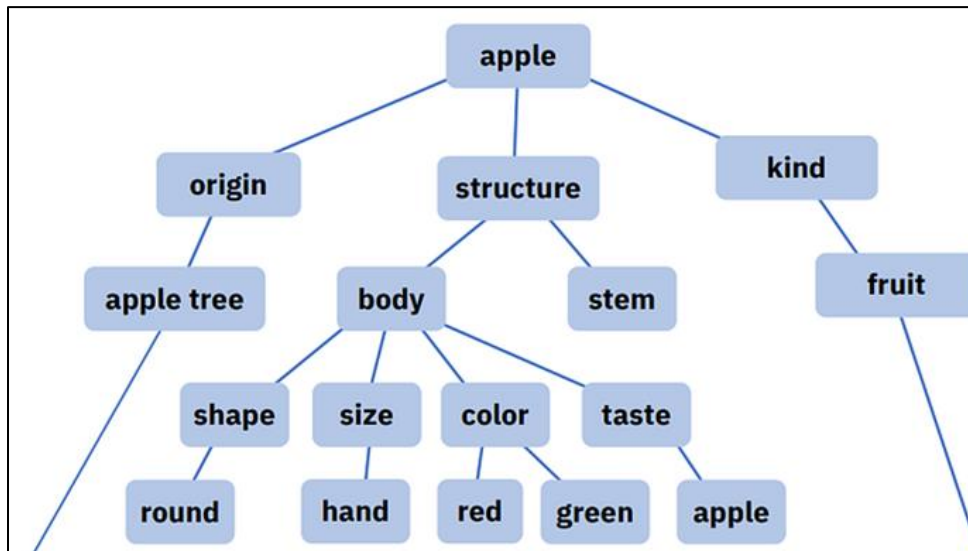 apple
origin
structure
kind
apple tree
body
stem
fruit
shape
size
color
taste
round
hand
red
green
apple